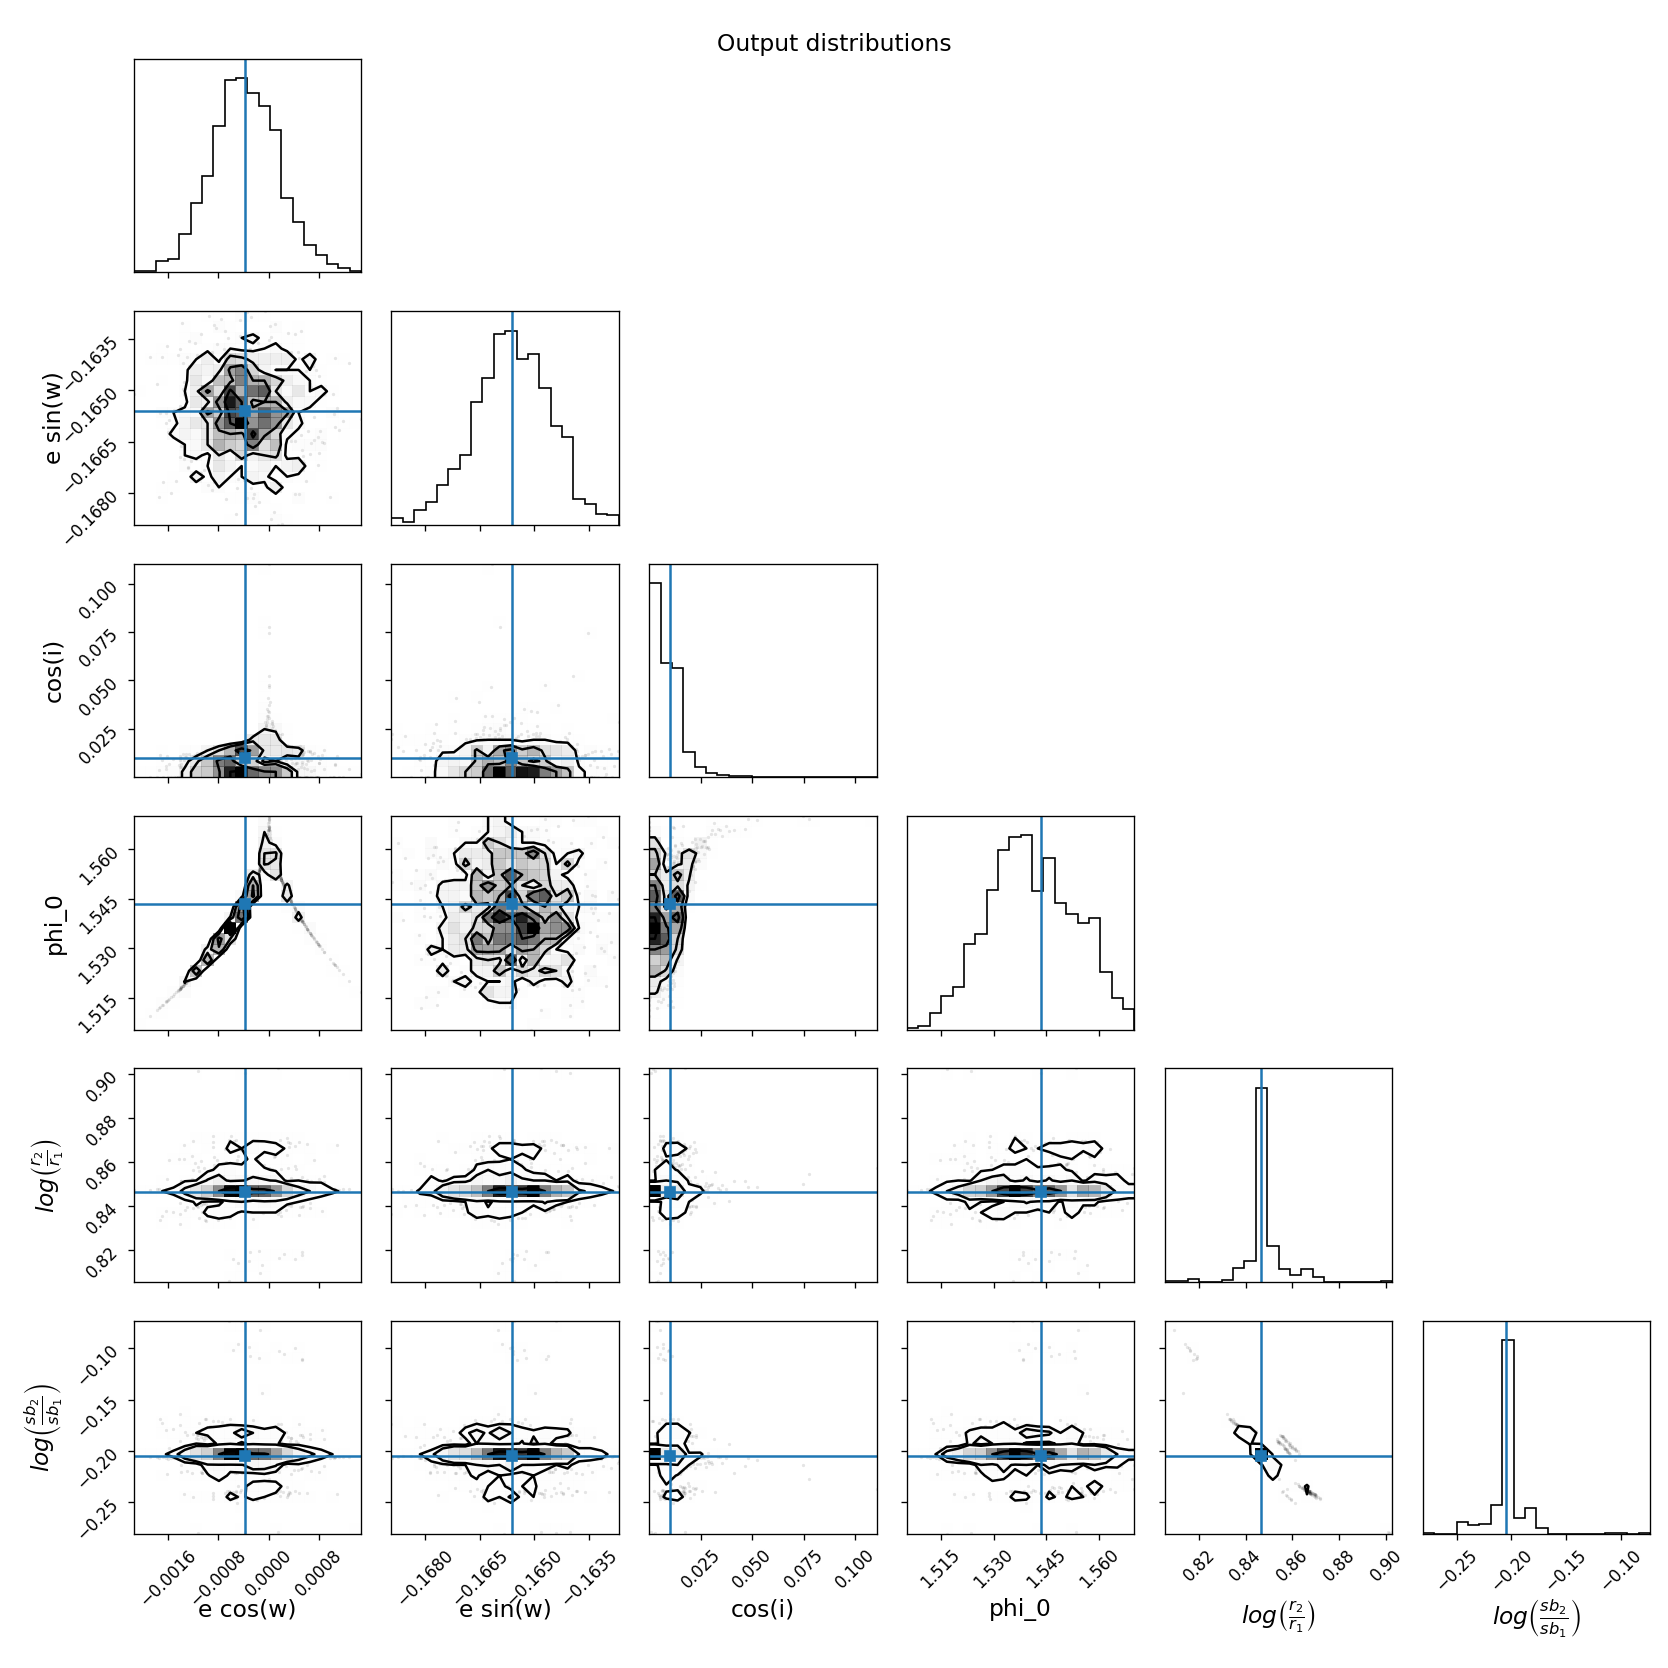 Output distributions
e sin(w)
−0.1635
−0.1650
−0.1665
−0.1680
cos(i)
0.100
0.075
0.050
0.025
phi_0
1.560
1.545
1.530
1.515
log(r2/r1)
0.90
0.88
0.86
0.84
0.82
log(sb2/sb1)
−0.10
−0.15
−0.20
−0.25
−0.0016 −0.0008 0.0000 0.0008
−0.1680 −0.1665 −0.1650 −0.1635
0.025 0.050 0.075 0.100
1.515 1.530 1.545 1.560
0.82 0.84 0.86 0.88 0.90
−0.25 −0.20 −0.15 −0.10
e cos(w)
e sin(w)
cos(i)
phi_0
log(r2/r1)
log(sb2/sb1)